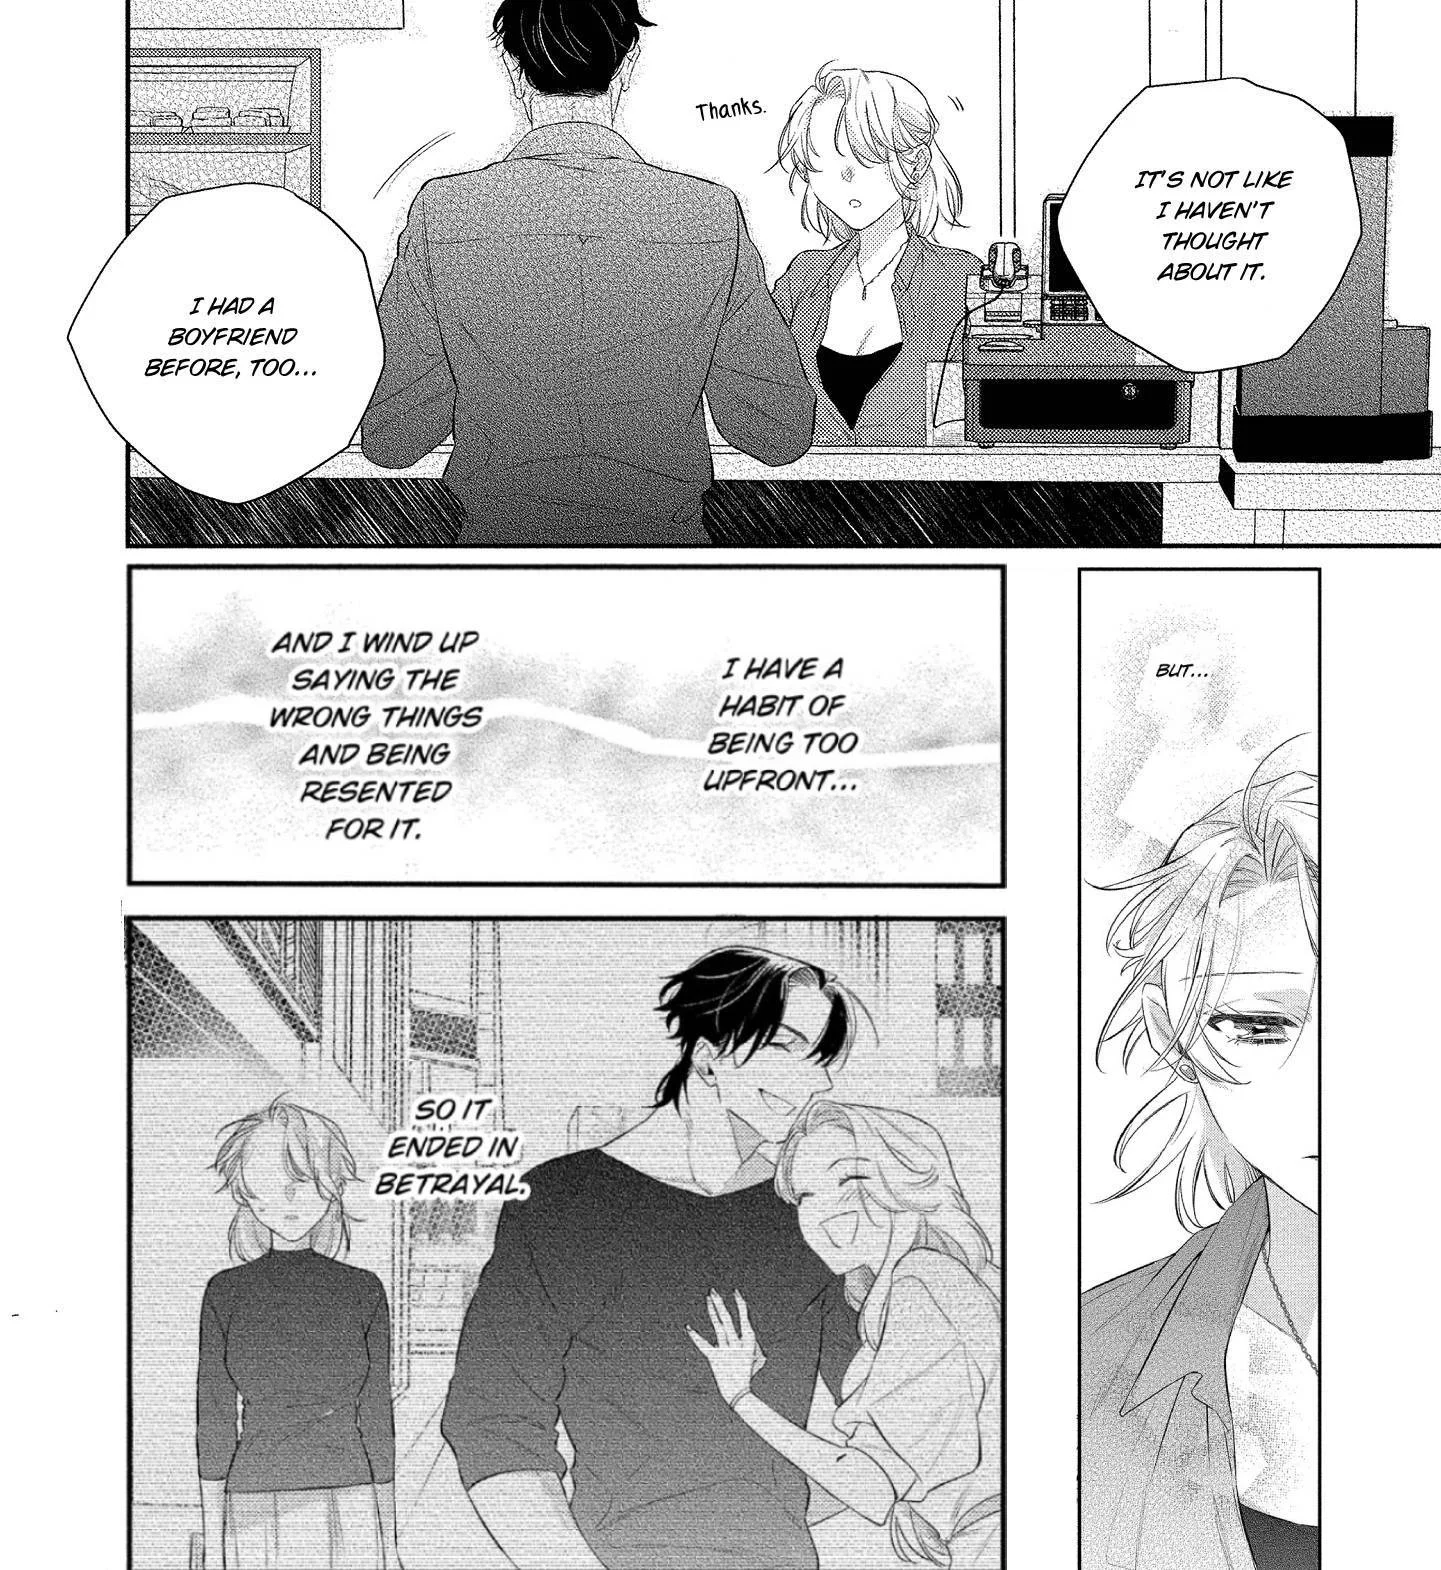 IT'S NOT LIKE
I HAVEN'T
THOUGHT
ABOUT IT.
Thanks.
I HAD A
BOYFRIEND
BEFORE, TOO...
BUT...
I HAVE A
HABIT OF
BEING TOO
UPFRONT...
AND I WIND UP
SAYING THE
WRONG THINGS
AND BEING
RESENTED
FOR IT.
SO IT
ENDED IN
BETRAYAL.